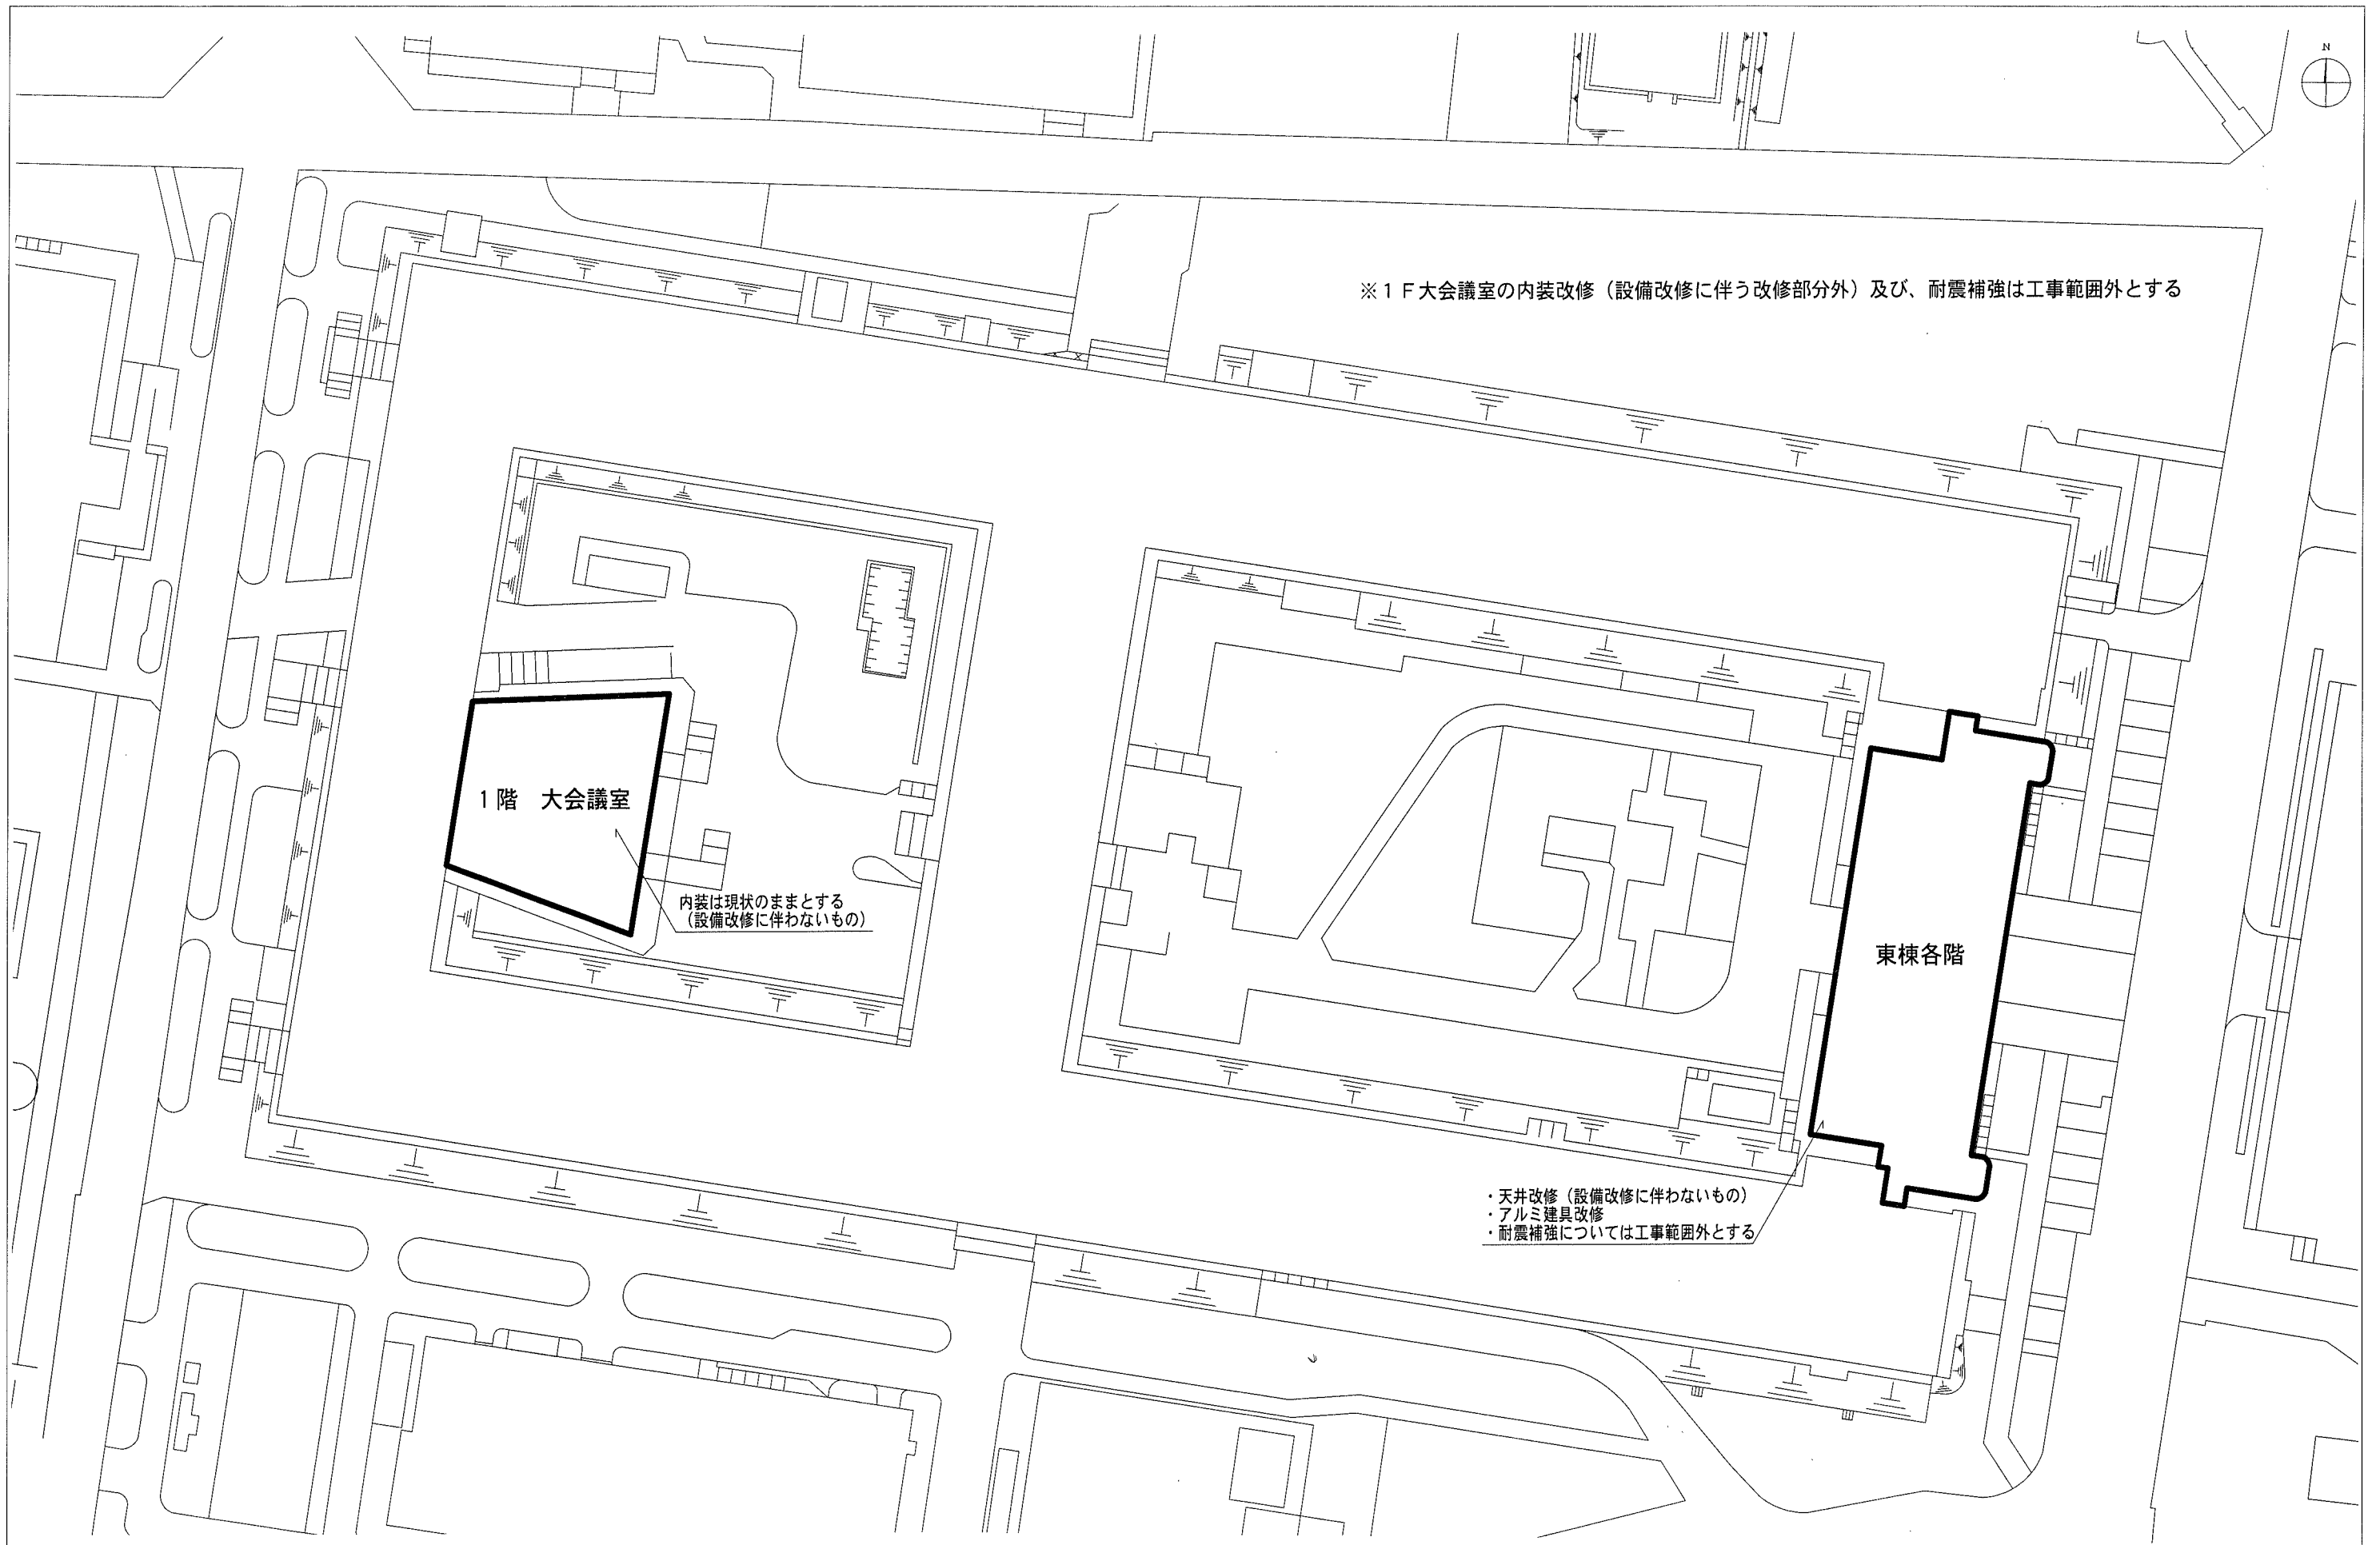 N
※１Ｆ大会議室の内装改修（設備改修に伴う改修部分外）及び、耐震補強は工事範囲外とする
１階　大会議室
内装は現状のままとする
（設備改修に伴わないもの）
東棟各階
・天井改修（設備改修に伴わないもの）
・アルミ建具改修
・耐震補強については工事範囲外とする